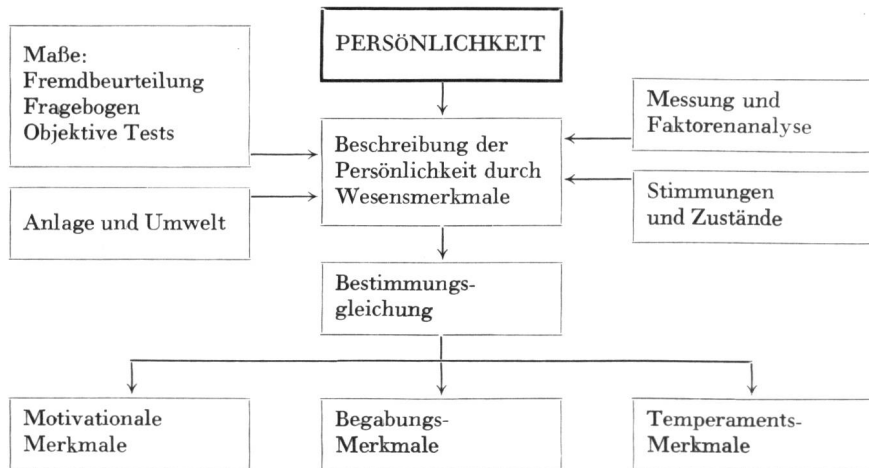 PERSÖNLICHKEIT
Maße:
Fremdbeurteilung
Fragebogen
Objektive Tests
Messung und
Faktorenanalyse
Beschreibung der
Persönlichkeit durch
Wesensmerkmale
Anlage und Umwelt
Stimmungen
und Zustände
Bestimmungs-
gleichung
Motivationale
Merkmale
Begabungs-
Merkmale
Temperaments-
Merkmale